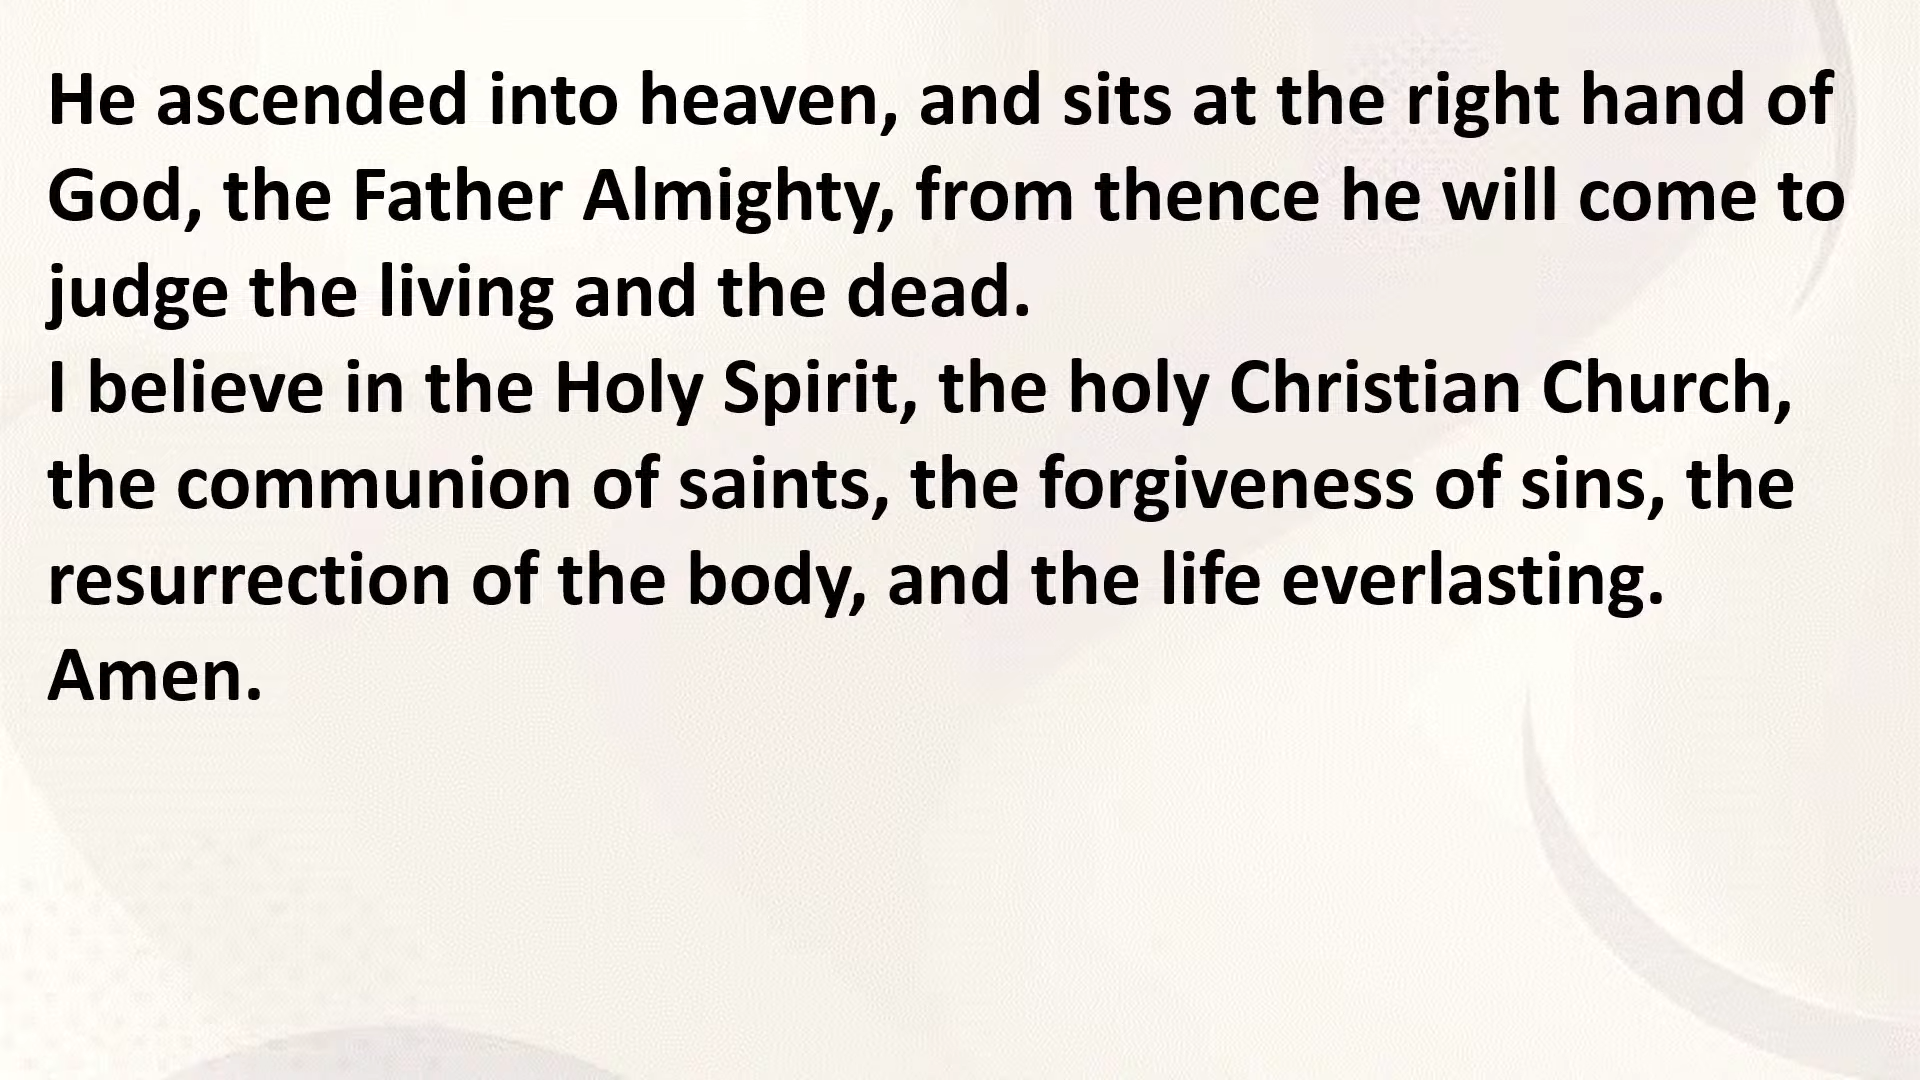 He ascended into heaven, and sits at the right hand of
God, the Father Almighty, from thence he will come to
judge the living and the dead.
I believe in the Holy Spirit, the holy Christian Church,
the communion of saints, the forgiveness of sins, the
resurrection of the body, and the life everlasting.
Amen.